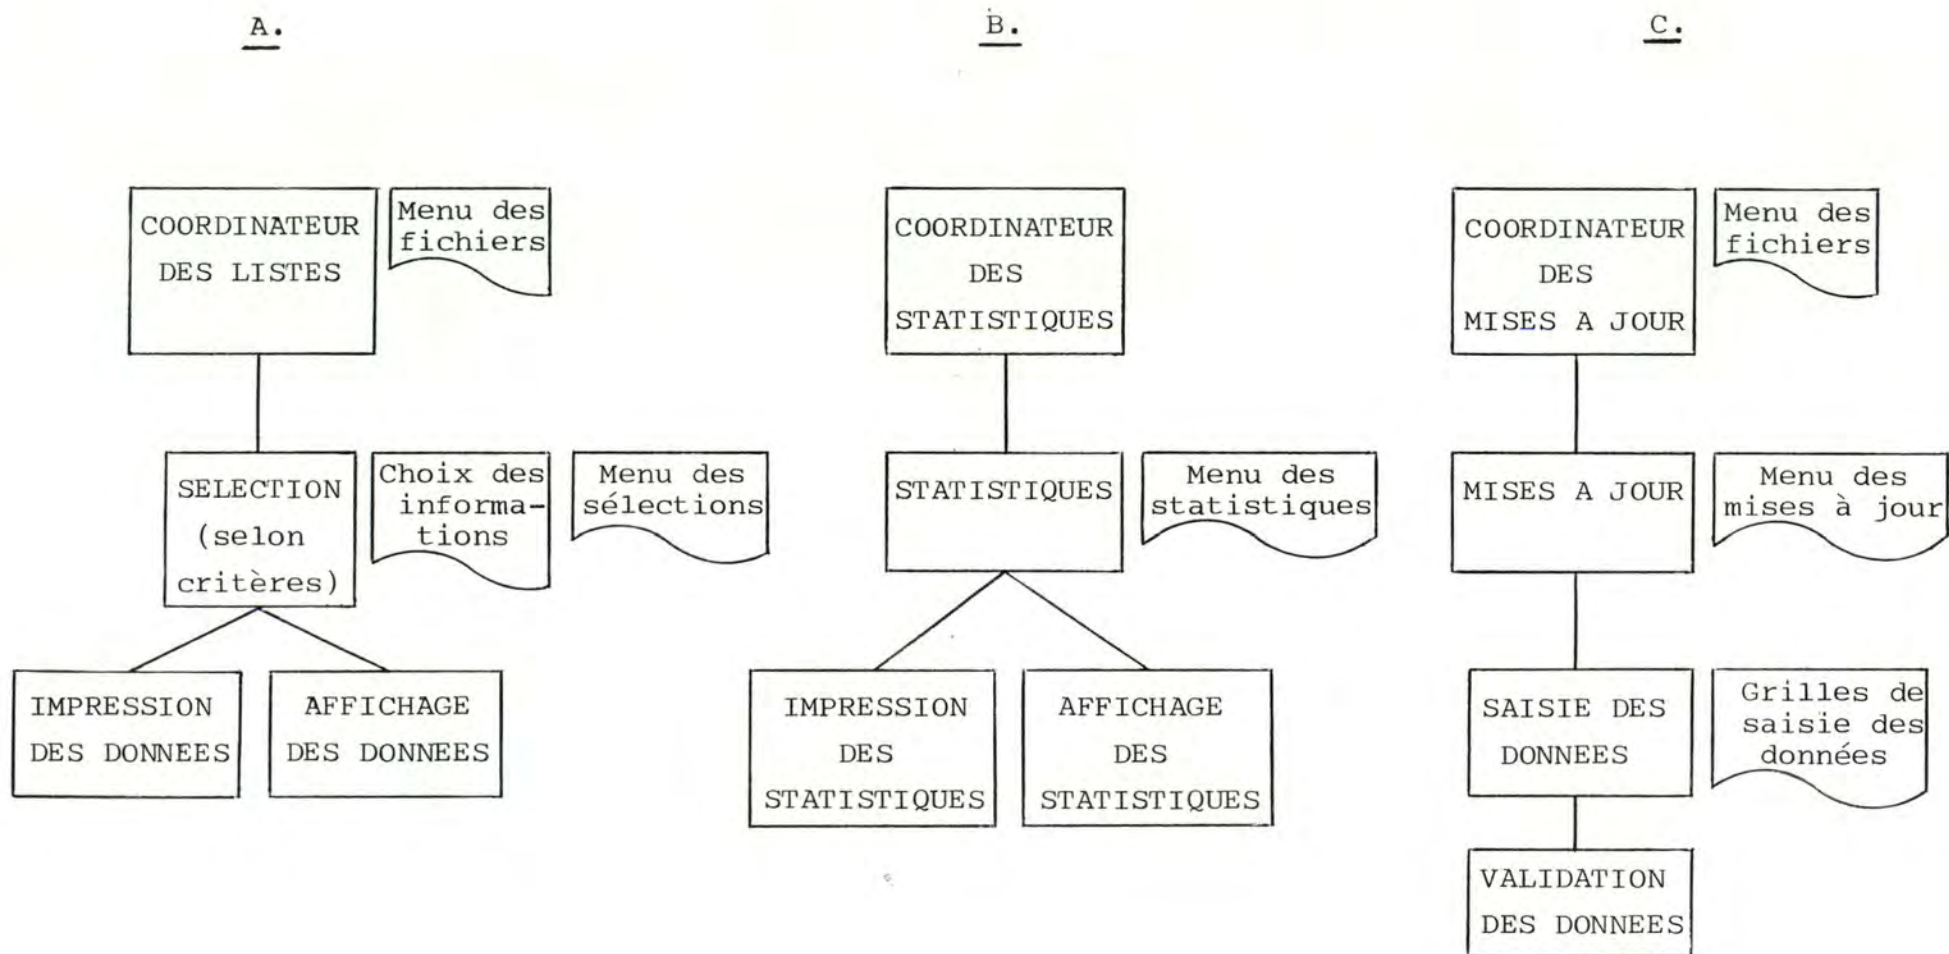 A.
B.
C.
COORDINATEUR
DES LISTES
Menu des
fichiers
SELECTION
(selon
critères)
Choix des
informa-
tions
Menu des
sélections
IMPRESSION
DES DONNEES
AFFICHAGE
DES DONNEES
COORDINATEUR
DES
STATISTIQUES
STATISTIQUES
Menu des
statistiques
IMPRESSION
DES
STATISTIQUES
AFFICHAGE
DES
STATISTIQUES
COORDINATEUR
DES
MISES A JOUR
Menu des
fichiers
MISES A JOUR
Menu des
mises à jour
SAISIE DES
DONNEES
Grilles de
saisie des
données
VALIDATION
DES DONNEES